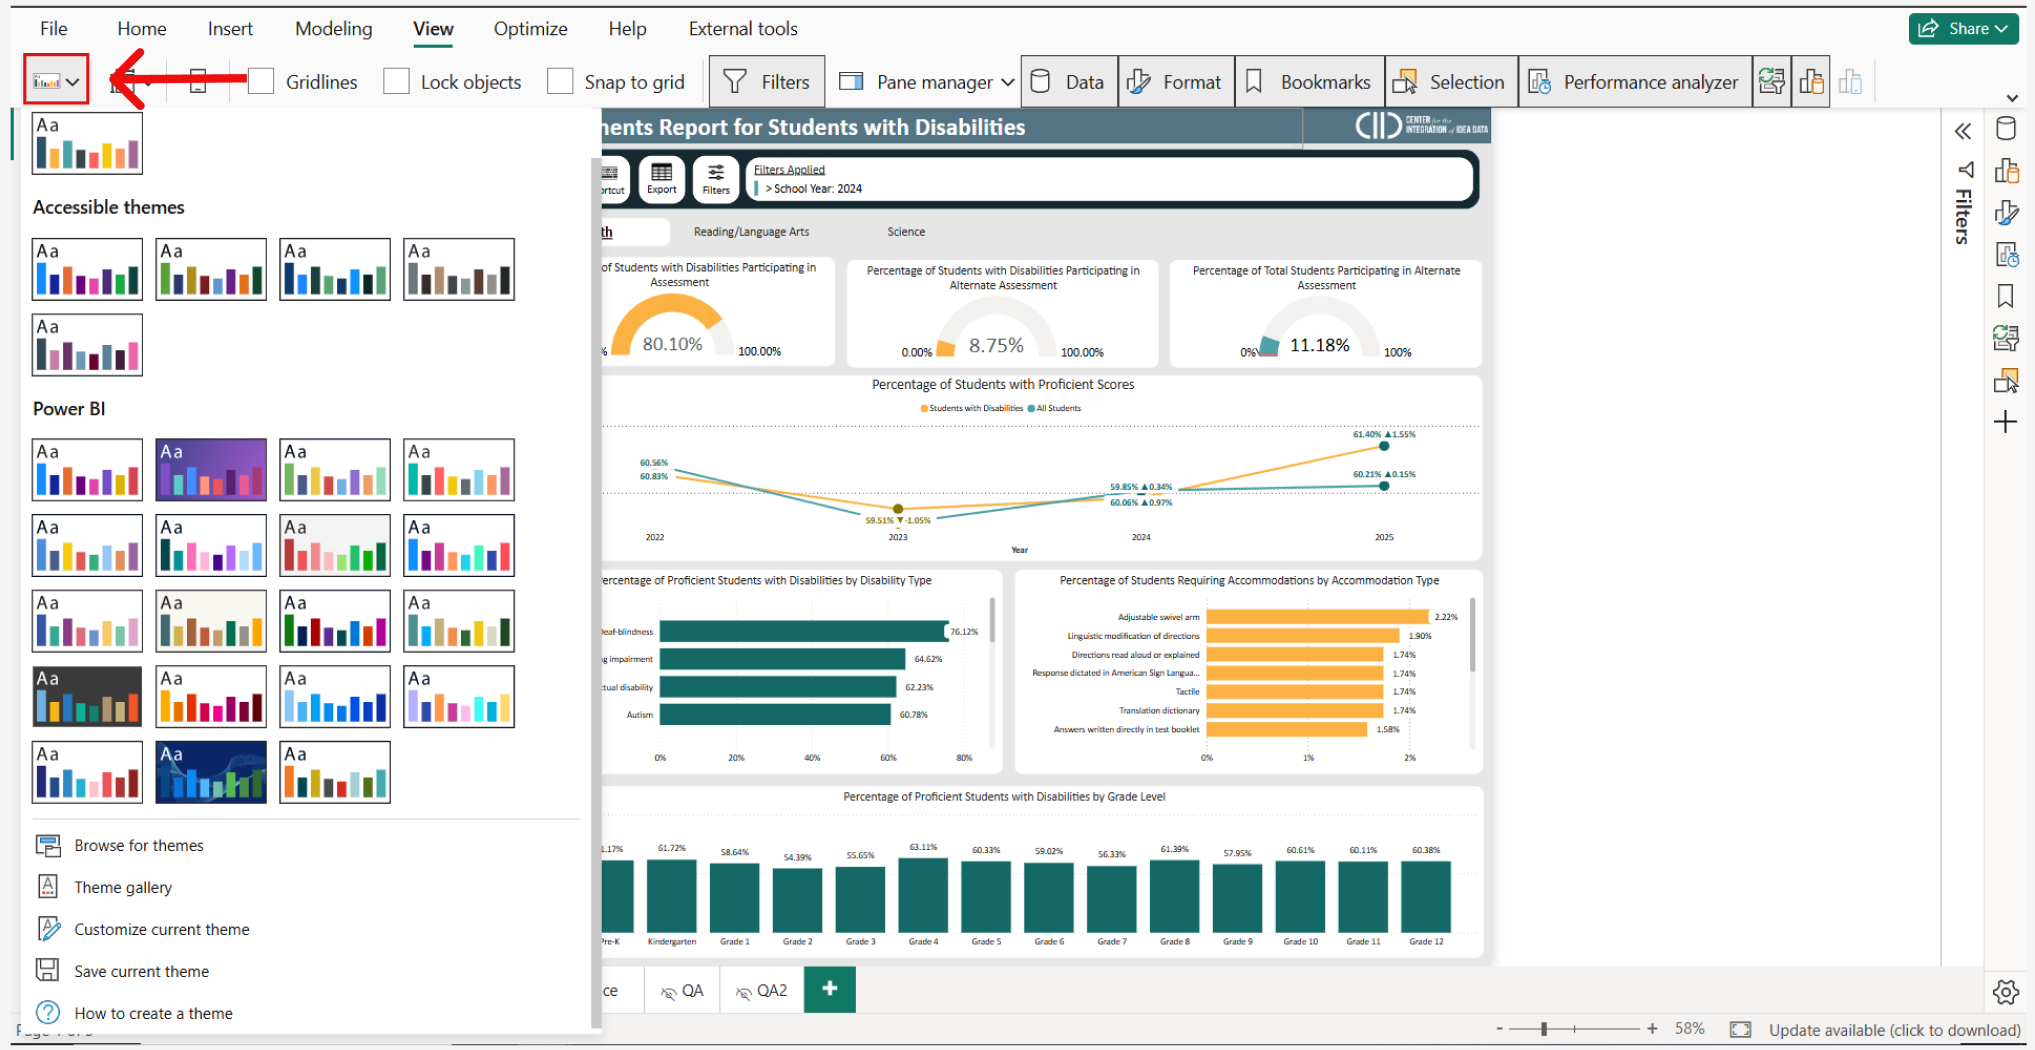 File Home Insert Modeling View Optimize Help External tools Share
Gridlines Lock objects Snap to grid Filters Pane manager Data Format Bookmarks Selection Performance analyzer
Aa
Accessible themes
Aa Aa Aa Aa
Aa
Power BI
Aa Aa Aa Aa
Aa Aa Aa Aa
Aa Aa Aa Aa
Aa Aa Aa Aa
Aa Aa Aa
Browse for themes
Theme gallery
Customize current theme
Save current theme
How to create a theme
ments Report for Students with Disabilities
CIID CENTER for the
INTEGRATION of IDEA DATA
rtcut Export Filters
Filters Applied
> School Year: 2024
th Reading/Language Arts Science
of Students with Disabilities Participating in
Assessment
80.10%
% 100.00%
Percentage of Students with Disabilities Participating in
Alternate Assessment
8.75%
0.00% 100.00%
Percentage of Total Students Participating in Alternate
Assessment
11.18%
0% 100%
Percentage of Students with Proficient Scores
Students with Disabilities All Students
61.40% ▲1.55%
60.56%
60.83%
60.21% ▲0.15%
59.85% ▲0.34%
60.06% ▲0.97%
59.51% ▼-1.05%
2022 2023 2024 2025
Year
ercentage of Proficient Students with Disabilities by Disability Type
Deaf-blindness 76.12%
g impairment 64.62%
ctual disability 62.23%
Autism 60.78%
0% 20% 40% 60% 80%
Percentage of Students Requiring Accommodations by Accommodation Type
Adjustable swivel arm 2.22%
Linguistic modification of directions 1.90%
Directions read aloud or explained 1.74%
Response dictated in American Sign Langua... 1.74%
Tactile 1.74%
Translation dictionary 1.74%
Answers written directly in test booklet 1.58%
0% 1% 2%
Percentage of Proficient Students with Disabilities by Grade Level
1.17% 61.72% 58.64% 54.39% 55.65% 63.11% 60.33% 59.02% 56.33% 61.39% 57.95% 60.61% 60.11% 60.38%
Pre-K Kindergarten Grade 1 Grade 2 Grade 3 Grade 4 Grade 5 Grade 6 Grade 7 Grade 8 Grade 9 Grade 10 Grade 11 Grade 12
ce QA QA2 +
Filters
- + 58% Update available (click to download)